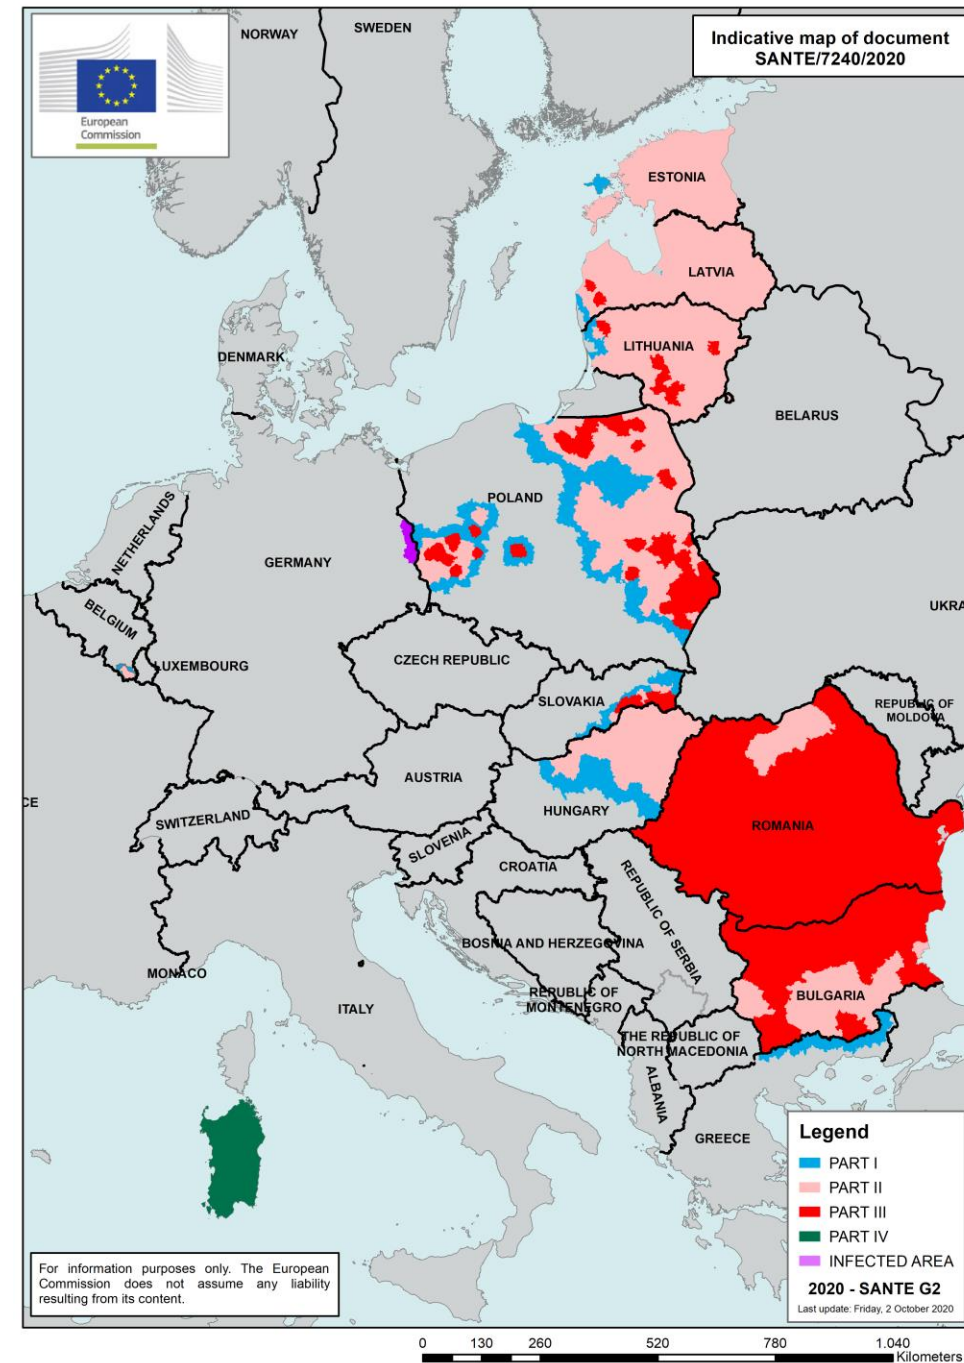 NORWAY
SWEDEN
Indicative map of document
SANTE/7240/2020
European
Commission
ESTONIA
LATVIA
LITHUANIA
DENMARK
BELARUS
POLAND
NETHERLANDS
GERMANY
BELGIUM
UKRA
LUXEMBOURG
CZECH REPUBLIC
SLOVAKIA
REPUBLIC OF
MOLDOVA
AUSTRIA
CE
HUNGARY
SWITZERLAND
ROMANIA
SLOVENIA
CROATIA
REPUBLIC OF SERBIA
BOSNIA AND HERZEGOVINA
MONACO
REPUBLIC OF
MONTENEGRO
BULGARIA
ITALY
THE REPUBLIC OF
NORTH MACEDONIA
ALBANIA
GREECE
Legend
PART I
PART II
PART III
PART IV
INFECTED AREA
2020 - SANTE G2
Last update: Friday, 2 October 2020
For information purposes only. The European
Commission does not assume any liability
resulting from its content.
0 130 260 520 780 1.040
Kilometers